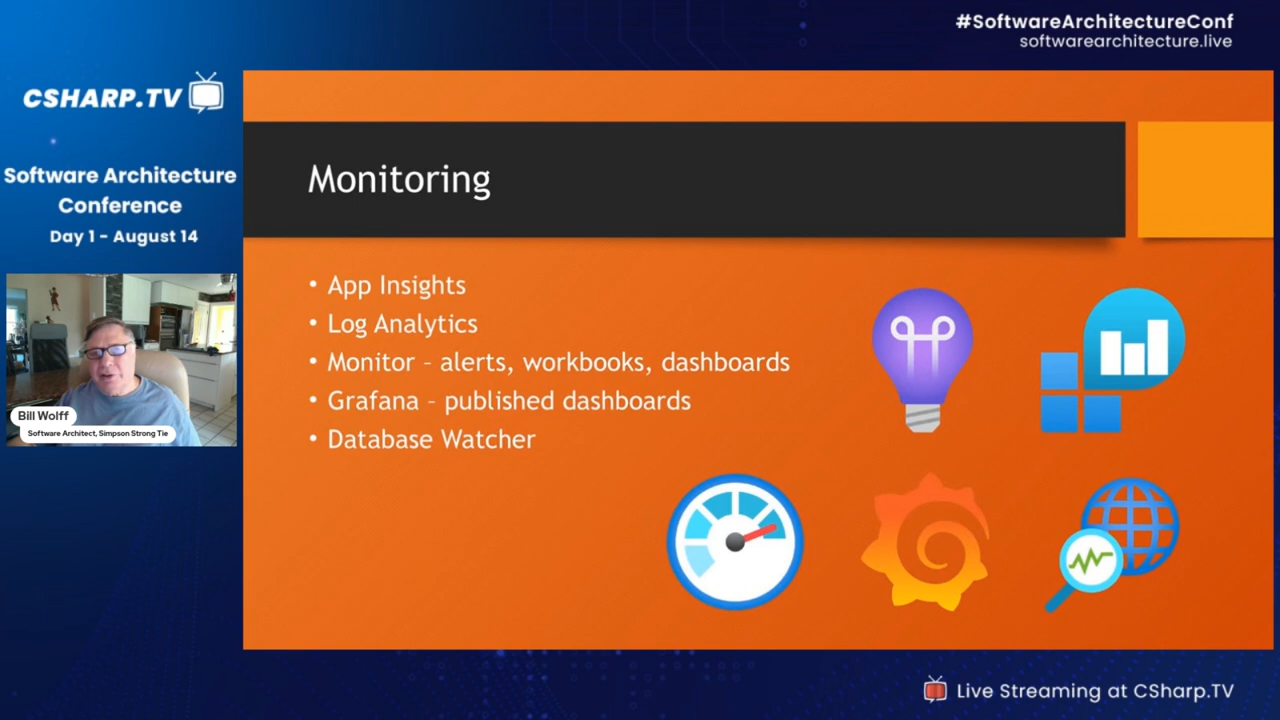 #SoftwareArchitectureConf
softwarearchitecture.live
CSHARP.TV
Software Architecture
Conference
Day 1 - August 14
Bill Wolff
Software Architect, Simpson Strong Tie
Monitoring
• App Insights
• Log Analytics
• Monitor – alerts, workbooks, dashboards
• Grafana – published dashboards
• Database Watcher
Live Streaming at CSharp.TV